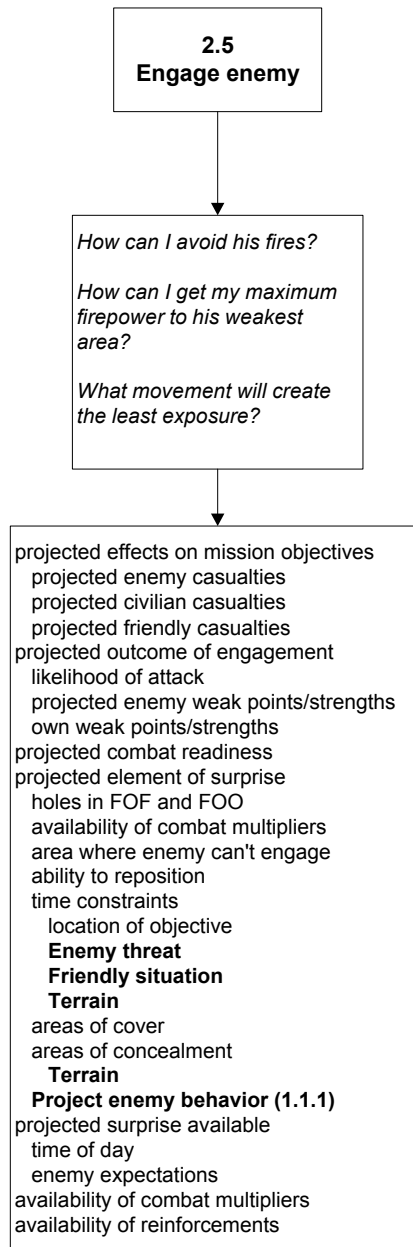 2.5
Engage enemy
How can I avoid his fires?
How can I get my maximum
firepower to his weakest
area?
What movement will create
the least exposure?
projected effects on mission objectives
projected enemy casualties
projected civilian casualties
projected friendly casualties
projected outcome of engagement
likelihood of attack
projected enemy weak points/strengths
own weak points/strengths
projected combat readiness
projected element of surprise
holes in FOF and FOO
availability of combat multipliers
area where enemy can't engage
ability to reposition
time constraints
location of objective
Enemy threat
Friendly situation
Terrain
areas of cover
areas of concealment
Terrain
Project enemy behavior (1.1.1)
projected surprise available
time of day
enemy expectations
availability of combat multipliers
availability of reinforcements